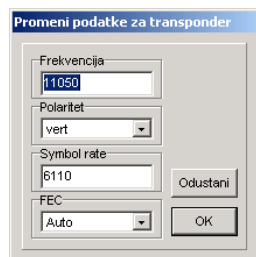 Promeni podatke za transponder
Frekvencija
11050
Polaritet
vert
Symbol rate
6110
Odustani
FEC
Auto
OK